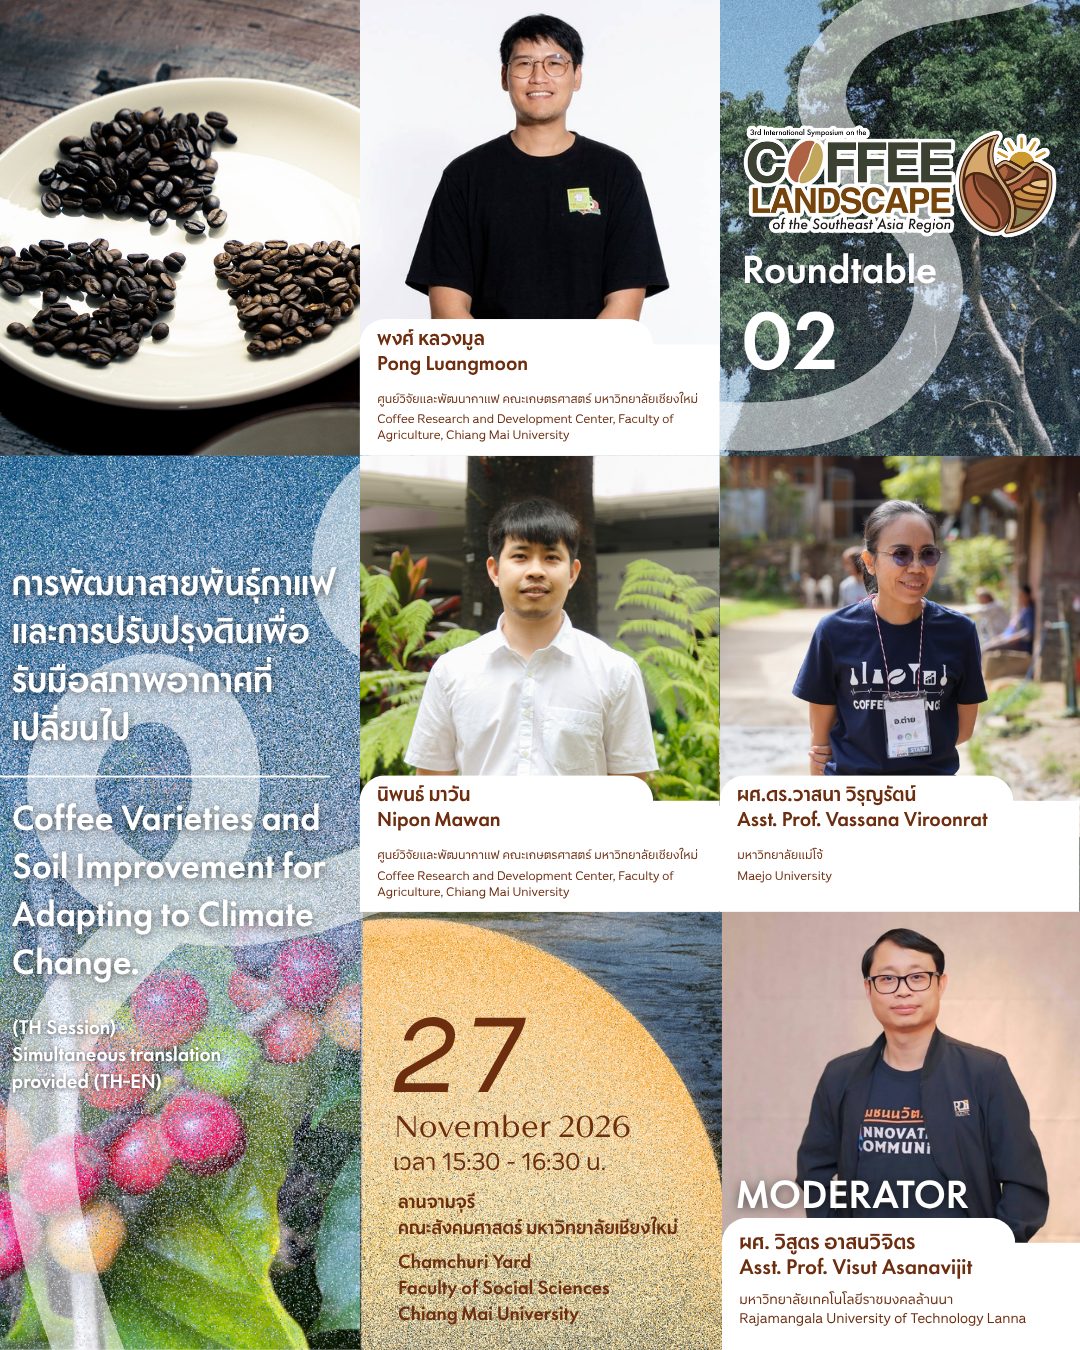 3rd International Symposium on the
COFFEE
LANDSCAPE
of the Southeast Asia Region
Roundtable
02
พงศ์ หลวงมูล
Pong Luangmoon
ศูนย์วิจัยและพัฒนากาแฟ คณะเกษตรศาสตร์ มหาวิทยาลัยเชียงใหม่
Coffee Research and Development Center, Faculty of
Agriculture, Chiang Mai University
การพัฒนาสายพันธุ์กาแฟ
และการปรับปรุงดินเพื่อ
รับมือสภาพอากาศที่
เปลี่ยนไป
Coffee Varieties and
Soil Improvement for
Adapting to Climate
Change.
(TH Session)
Simultaneous translation
provided (TH-EN)
นิพนธ์ มาวัน
Nipon Mawan
ศูนย์วิจัยและพัฒนากาแฟ คณะเกษตรศาสตร์ มหาวิทยาลัยเชียงใหม่
Coffee Research and Development Center, Faculty of
Agriculture, Chiang Mai University
อ.ต่าย
STAFF
ผศ.ดร.วาสนา วิรุญรัตน์
Asst. Prof. Vassana Viroonrat
มหาวิทยาลัยแม่โจ้
Maejo University
27
November 2026
เวลา 15:30 - 16:30 น.
ลานจามจุรี
คณะสังคมศาสตร์ มหาวิทยาลัยเชียงใหม่
Chamchuri Yard
Faculty of Social Sciences
Chiang Mai University
MODERATOR
ผศ. วิสูตร อาสนวิจิตร
Asst. Prof. Visut Asanavijit
มหาวิทยาลัยเทคโนโลยีราชมงคลล้านนา
Rajamangala University of Technology Lanna